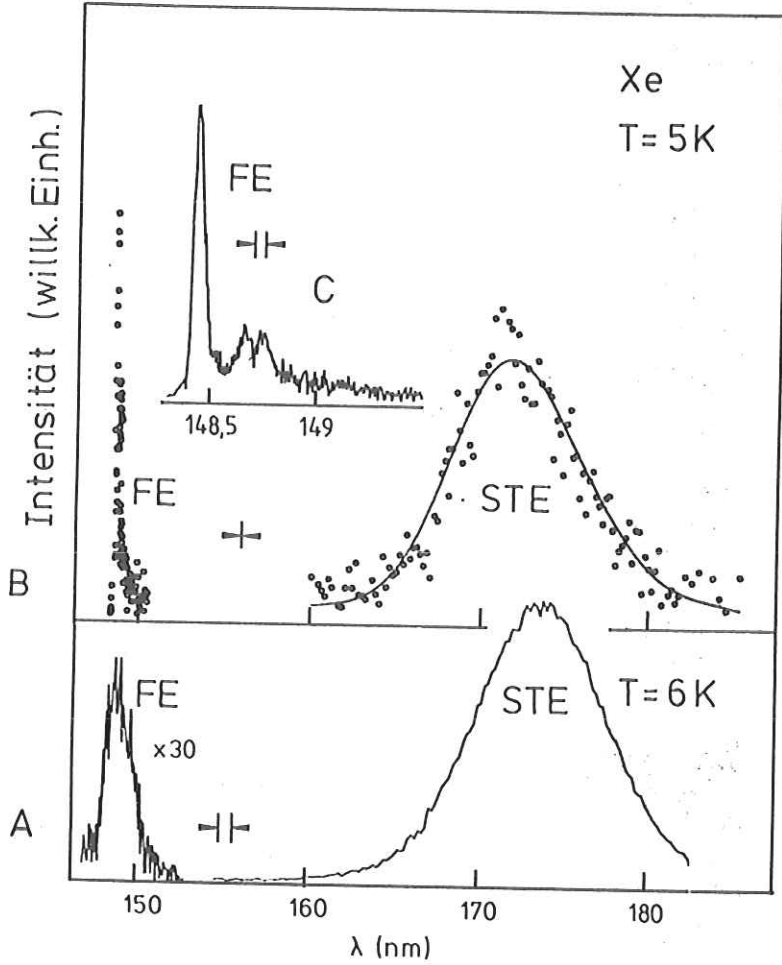 Xe
T=5K
FE
C
148,5 149
FE
STE
B
FE
×30
STE
T=6K
A
150 160 170 180
λ (nm)
Intensität (willk. Einh.)